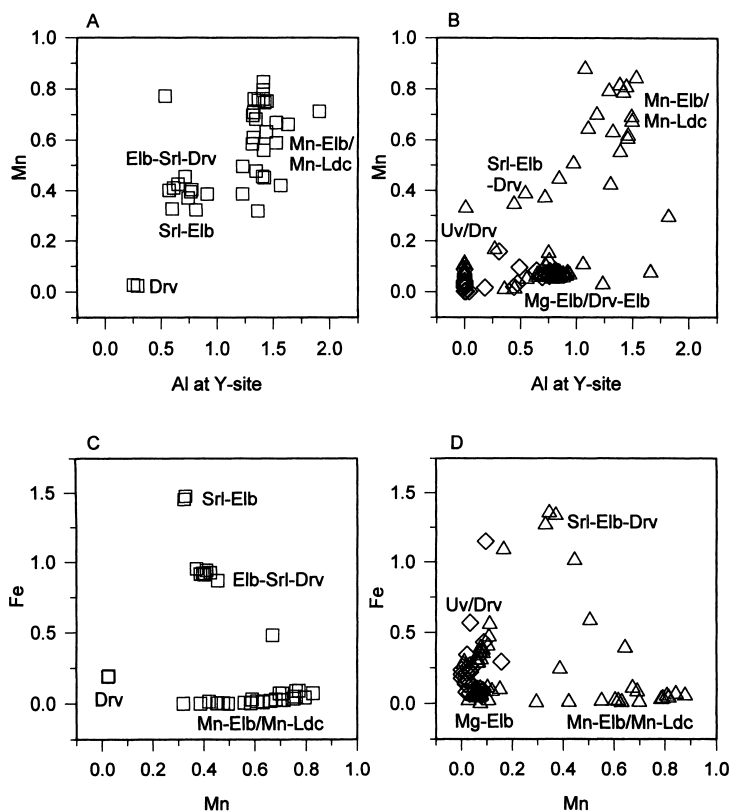 A
1.0
0.8
0.6
0.4
0.2
0.0
Mn
Elb-Srl-Drv
Mn-Elb/
Mn-Ldc
Srl-Elb
Drv
0.0 0.5 1.0 1.5 2.0
Al at Y-site
B
1.0
0.8
0.6
0.4
0.2
0.0
Mn-Elb/
Mn-Ldc
Srl-Elb
-Drv
Uv/Drv
Mg-Elb/Drv-Elb
0.0 0.5 1.0 1.5 2.0
Al at Y-site
C
1.5
1.0
0.5
0.0
Fe
Srl-Elb
Elb-Srl-Drv
Drv
Mn-Elb/Mn-Ldc
0.0 0.2 0.4 0.6 0.8 1.0
Mn
D
1.5
1.0
0.5
0.0
Srl-Elb-Drv
Uv/Drv
Mg-Elb
Mn-Elb/Mn-Ldc
0.0 0.2 0.4 0.6 0.8 1.0
Mn